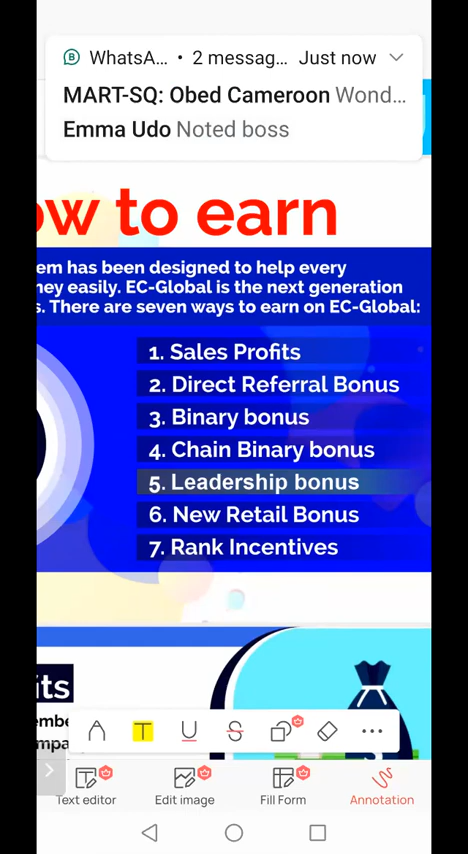 WhatsA... • 2 messag... Just now
MART-SQ: Obed Cameroon Wond...
Emma Udo Noted boss
ow to earn
em has been designed to help every
ney easily. EC-Global is the next generation
s. There are seven ways to earn on EC-Global:
1. Sales Profits
2. Direct Referral Bonus
3. Binary bonus
4. Chain Binary bonus
5. Leadership bonus
6. New Retail Bonus
7. Rank Incentives
its
embe
mpa
T U S
Text editor Edit image Fill Form Annotation